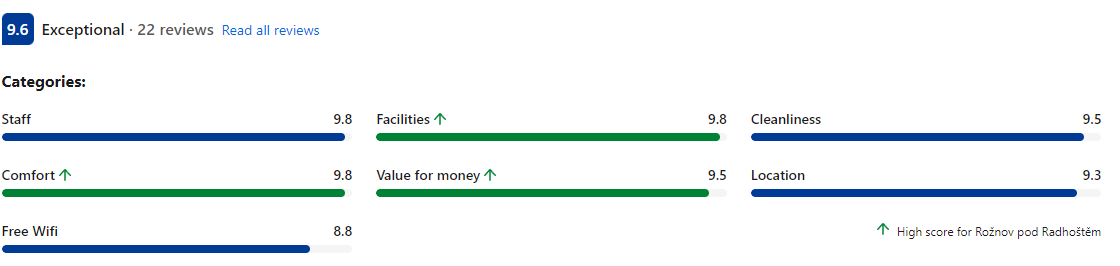 9.6 Exceptional · 22 reviews Read all reviews
Categories:
Staff 9.8
Facilities ↑ 9.8
Cleanliness 9.5
Comfort ↑ 9.8
Value for money ↑ 9.5
Location 9.3
Free Wifi 8.8
↑ High score for Rožnov pod Radhoštěm